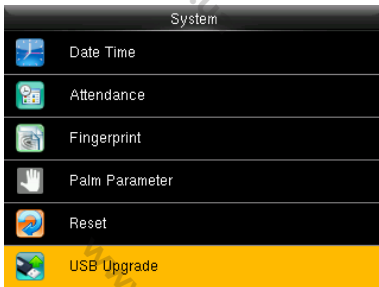 System
Date Time
Attendance
Fingerprint
Palm Parameter
Reset
USB Upgrade